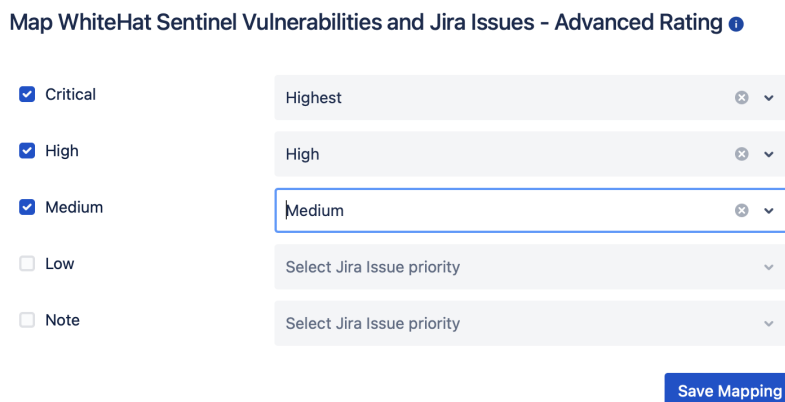 Map WhiteHat Sentinel Vulnerabilities and Jira Issues - Advanced Rating
Critical Highest
High High
Medium Medium
Low Select Jira Issue priority
Note Select Jira Issue priority
Save Mapping